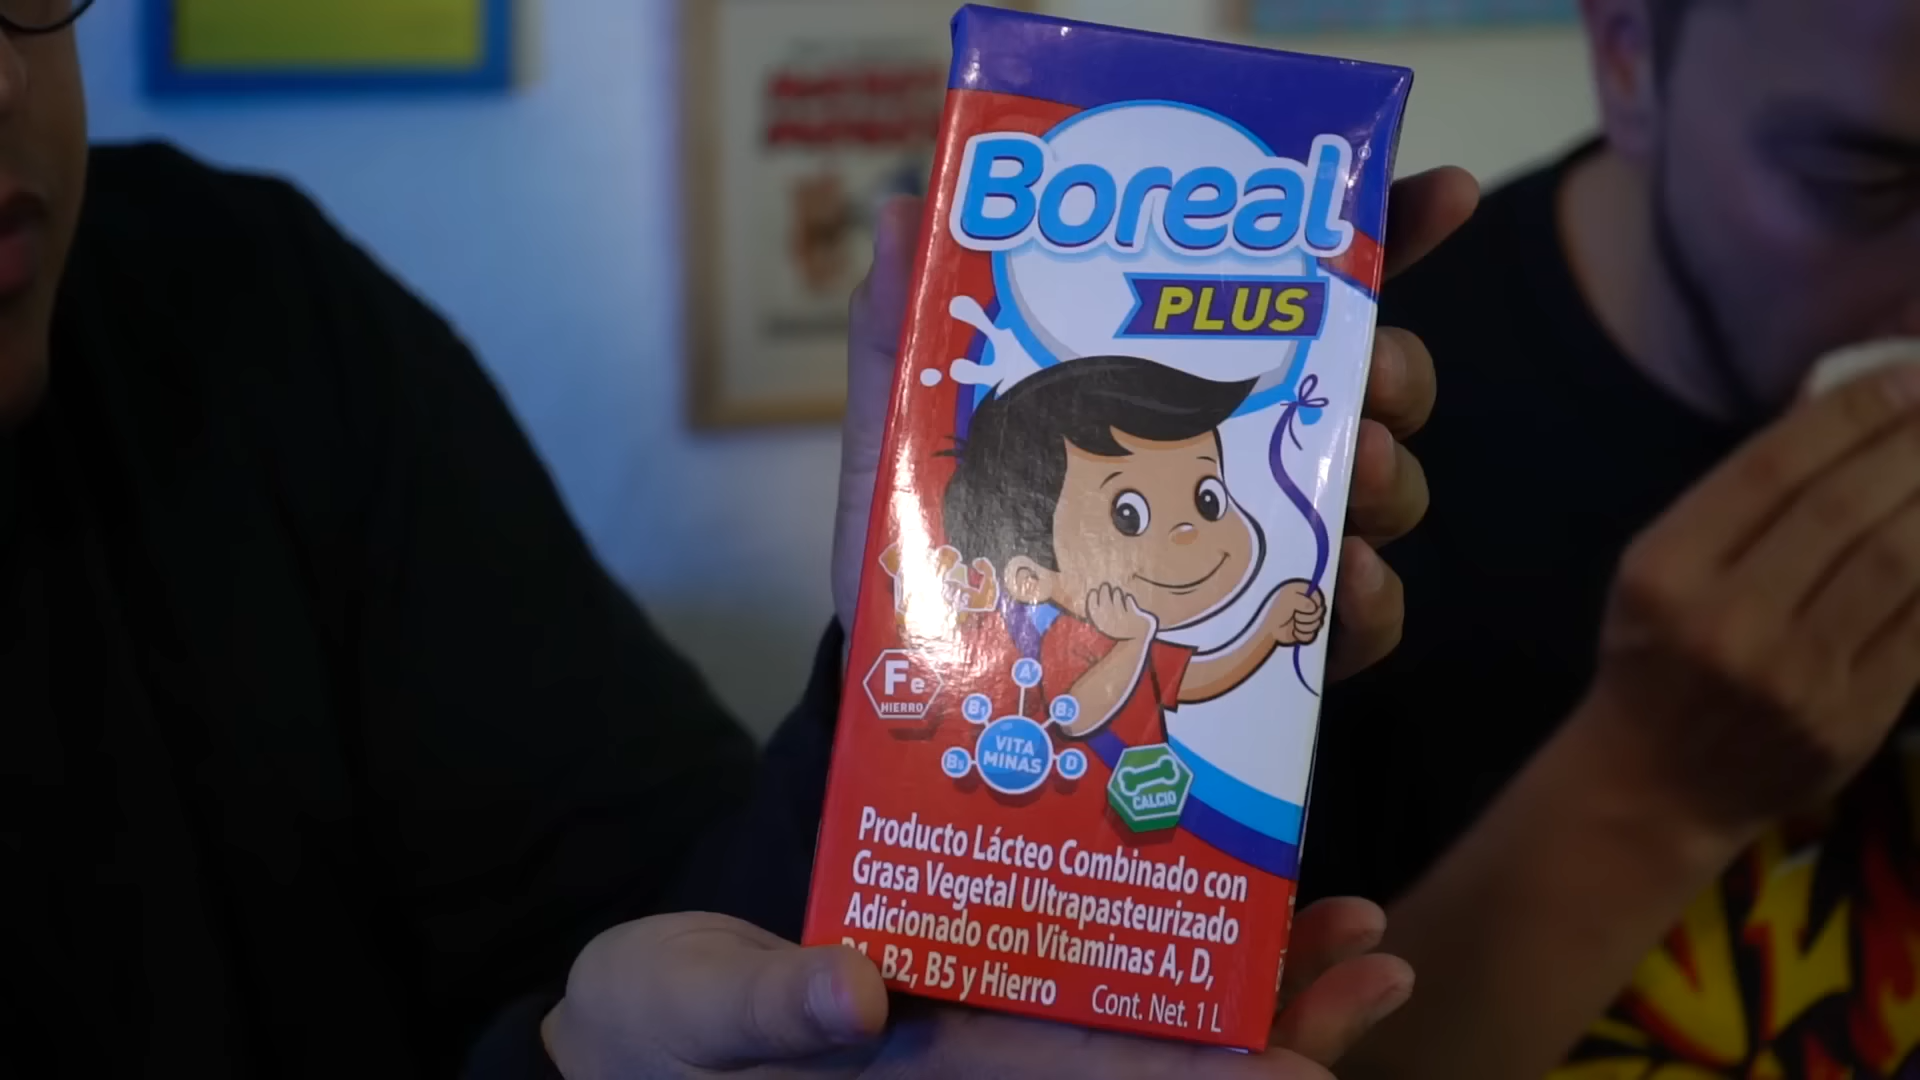 Boreal
PLUS
Fe
HIERRO
A
B1
B2
VITA
MINAS
B5
D
CALCIO
Producto Lácteo Combinado con
Grasa Vegetal Ultrapasteurizado
Adicionado con Vitaminas A, D,
B1, B2, B5 y Hierro
Cont. Net. 1 L